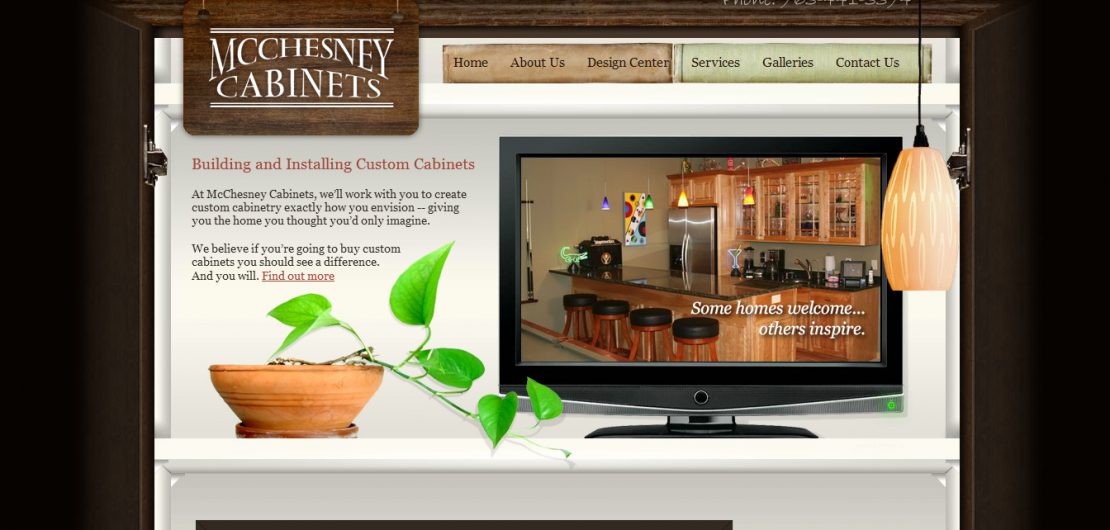 Phone: 763-441-3374
MCCHESNEY
CABINETS
Home About Us Design Center Services Galleries Contact Us
Building and Installing Custom Cabinets
At McChesney Cabinets, we'll work with you to create
custom cabinetry exactly how you envision -- giving
you the home you thought you'd only imagine.
We believe if you're going to buy custom
cabinets you should see a difference.
And you will. Find out more
Some homes welcome...
others inspire.